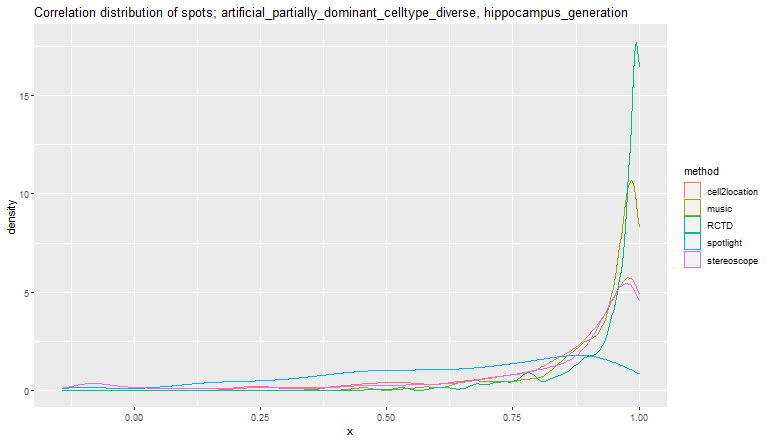 Correlation distribution of spots; artificial_partially_dominant_celltype_diverse, hippocampus_generation
15
10
5
0
density
0.00 0.25 0.50 0.75 1.00
x
method
cell2location
music
RCTD
spotlight
stereoscope